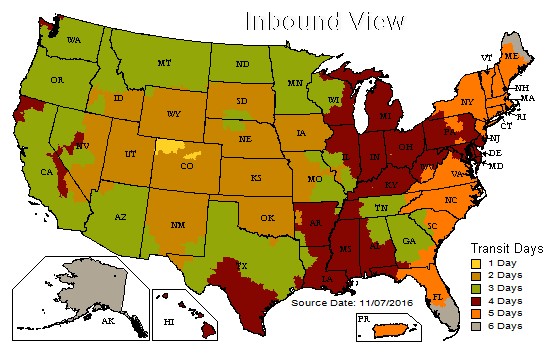 Inbound View
WA
MT
ND
MN
ME
VT
OR
ID
WY
SD
WI
MI
NY
NH
MA
RI
CT
NV
UT
CO
NE
IA
IL
IN
OH
PA
NJ
DE
MD
CA
KS
MO
KY
WV
VA
AZ
NM
OK
AR
TN
NC
SC
TX
LA
MS
AL
GA
FL
AK
HI
PR
Source Date: 11/07/2016
Transit Days
1 Day
2 Days
3 Days
4 Days
5 Days
6 Days